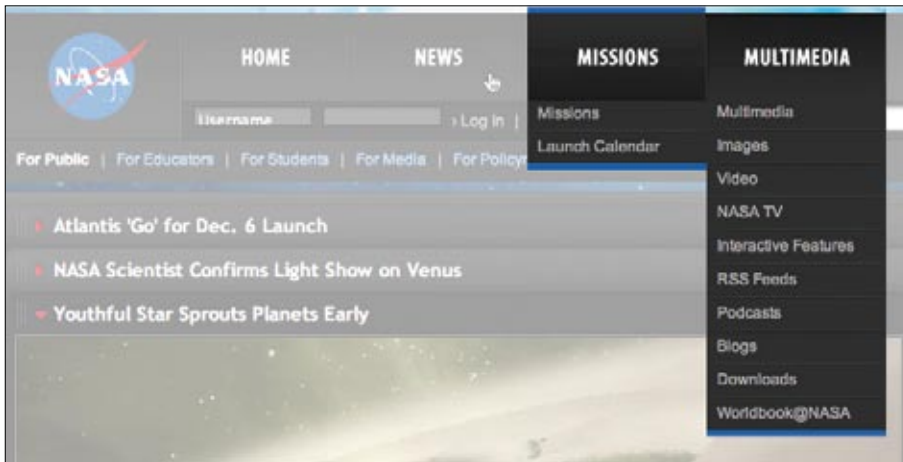 NASA
HOME
NEWS
MISSIONS
MULTIMEDIA
Username
› Log In |
For Public | For Educators | For Students | For Media |
Missions
Launch Calendar
Multimedia
Images
Video
NASA TV
Interactive Features
RSS Feeds
Podcasts
Blogs
Downloads
Worldbook@NASA
Atlantis 'Go' for Dec. 6 Launch
NASA Scientist Confirms Light Show on Venus
Youthful Star Sprouts Planets Early